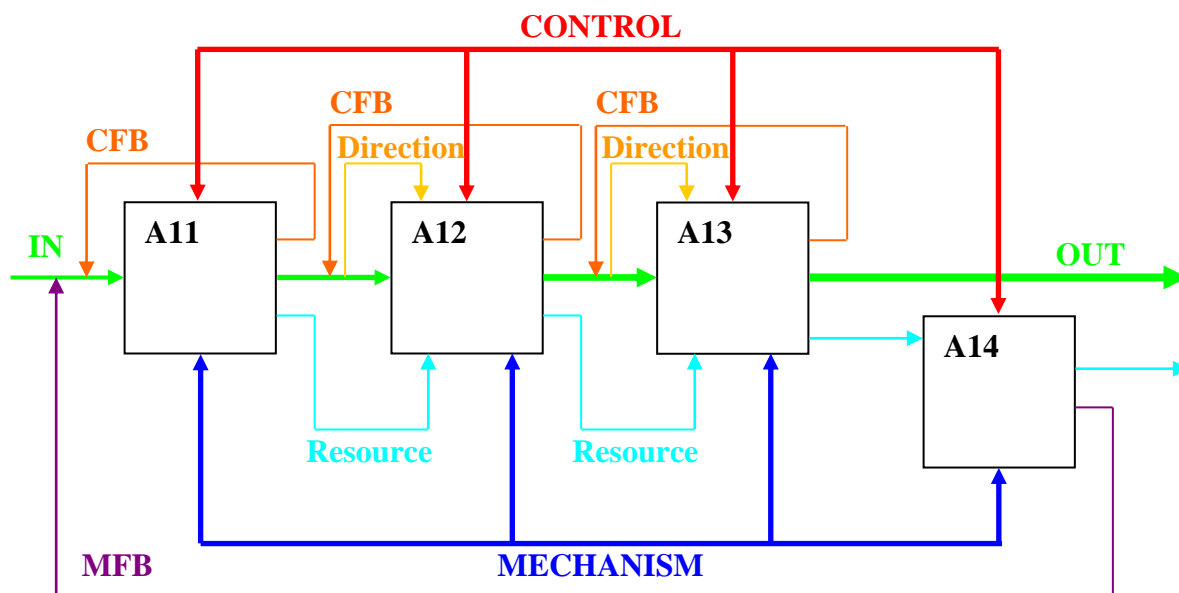 CONTROL
CFB
CFB
CFB
Direction
Direction
A11
A12
A13
IN
OUT
A14
Resource
Resource
MFB
MECHANISM